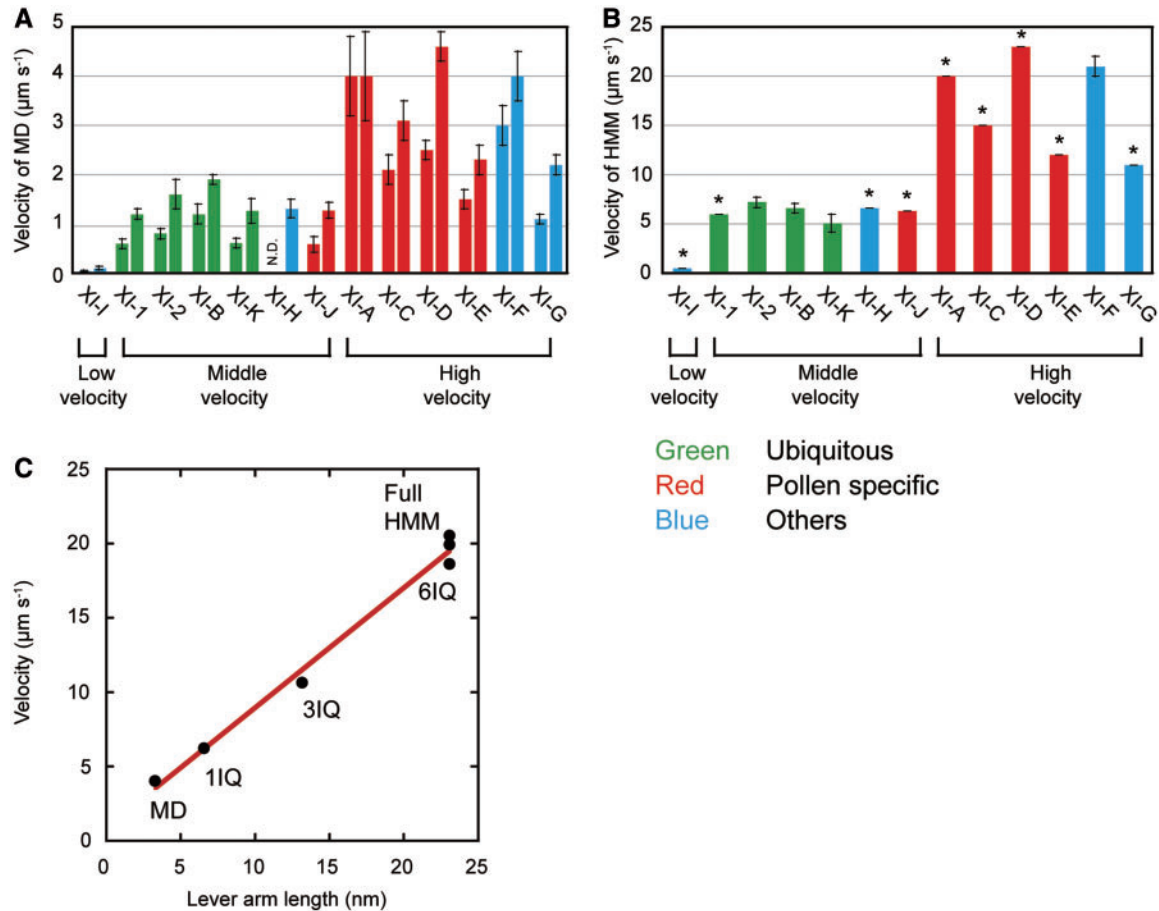 A
Velocity of MD (µm s⁻¹)
5
4
3
2
1
0
N.D.
XI-I
XI-1
XI-2
XI-B
XI-K
XI-H
XI-J
XI-A
XI-C
XI-D
XI-E
XI-F
XI-G
Low
velocity
Middle
velocity
High
velocity
B
Velocity of HMM (µm s⁻¹)
25
20
15
10
5
0
*
*
*
*
*
*
*
*
*
XI-I
XI-1
XI-2
XI-B
XI-K
XI-H
XI-J
XI-A
XI-C
XI-D
XI-E
XI-F
XI-G
Low
velocity
Middle
velocity
High
velocity
Green Ubiquitous
Red Pollen specific
Blue Others
C
Velocity (µm s⁻¹)
25
20
15
10
5
0
Full
HMM
6IQ
3IQ
1IQ
MD
0 5 10 15 20 25
Lever arm length (nm)